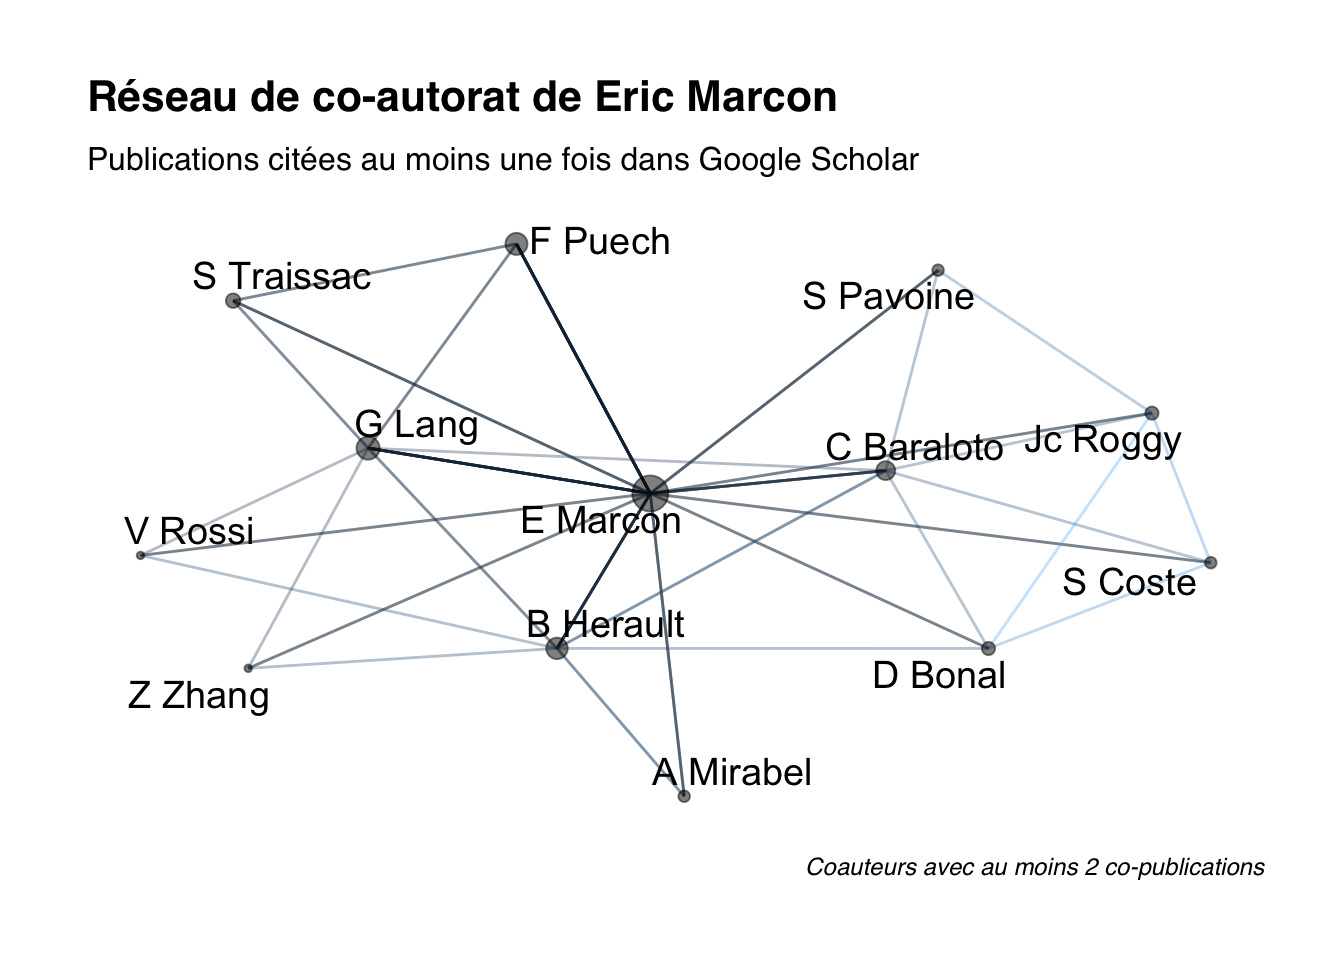 Réseau de co-autorat de Eric Marcon
Publications citées au moins une fois dans Google Scholar
F Puech
S Traissac
S Pavoine
G Lang
C Baraloto
Jc Roggy
E Marcon
V Rossi
S Coste
B Herault
D Bonal
Z Zhang
A Mirabel
Coauteurs avec au moins 2 co-publications